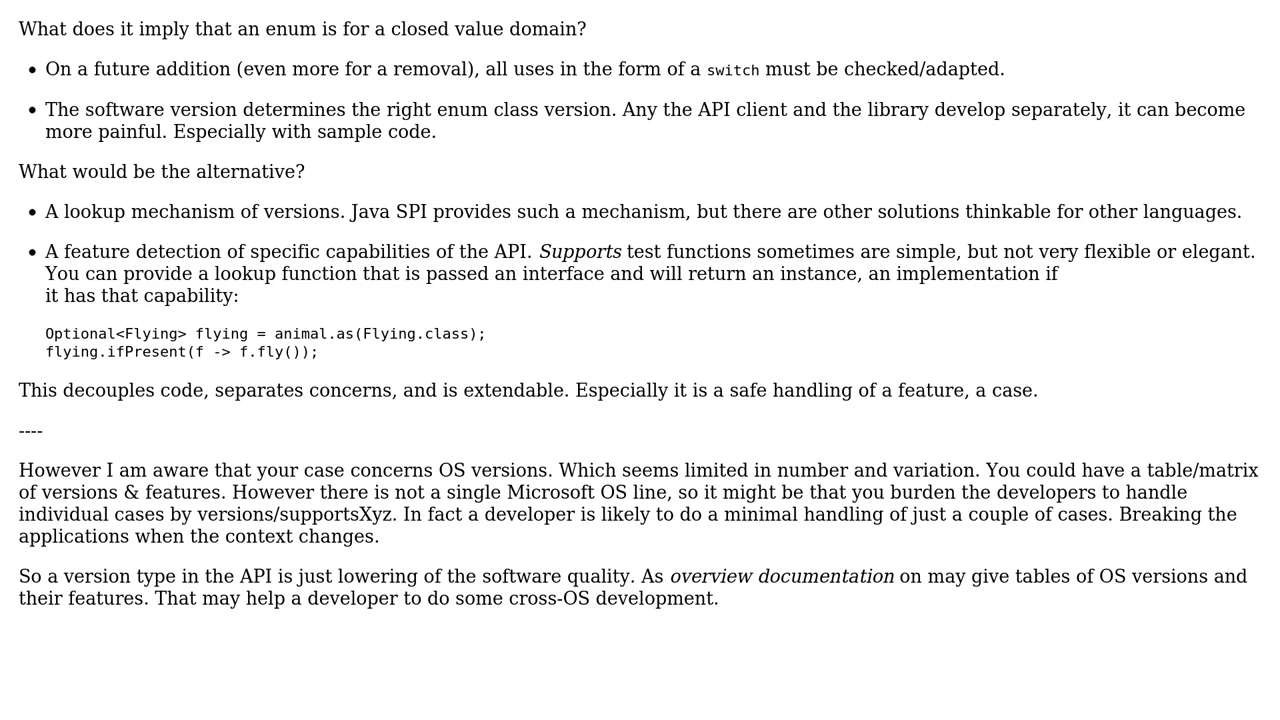 What does it imply that an enum is for a closed value domain?
• On a future addition (even more for a removal), all uses in the form of a switch must be checked/adapted.
• The software version determines the right enum class version. Any the API client and the library develop separately, it can become
more painful. Especially with sample code.
What would be the alternative?
• A lookup mechanism of versions. Java SPI provides such a mechanism, but there are other solutions thinkable for other languages.
• A feature detection of specific capabilities of the API. Supports test functions sometimes are simple, but not very flexible or elegant.
You can provide a lookup function that is passed an interface and will return an instance, an implementation if
it has that capability:
Optional<Flying> flying = animal.as(Flying.class);
flying.ifPresent(f -> f.fly());
This decouples code, separates concerns, and is extendable. Especially it is a safe handling of a feature, a case.
----
However I am aware that your case concerns OS versions. Which seems limited in number and variation. You could have a table/matrix
of versions & features. However there is not a single Microsoft OS line, so it might be that you burden the developers to handle
individual cases by versions/supportsXyz. In fact a developer is likely to do a minimal handling of just a couple of cases. Breaking the
applications when the context changes.
So a version type in the API is just lowering of the software quality. As overview documentation on may give tables of OS versions and
their features. That may help a developer to do some cross-OS development.